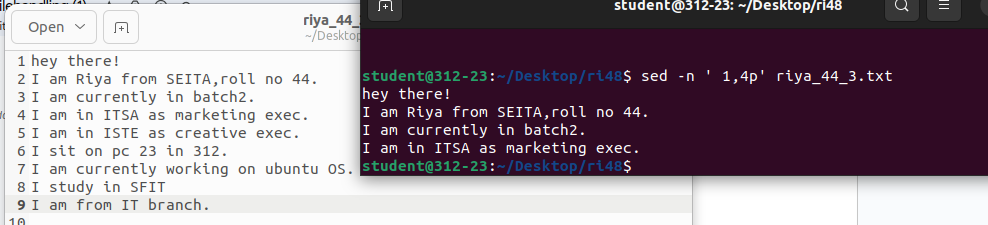 Open
riya_44_3
~/Desktop/
1 hey there!
2 I am Riya from SEITA,roll no 44.
3 I am currently in batch2.
4 I am in ITSA as marketing exec.
5 I am in ISTE as creative exec.
6 I sit on pc 23 in 312.
7 I am currently working on ubuntu OS.
8 I study in SFIT
9 I am from IT branch.
10
student@312-23: ~/Desktop/ri48
student@312-23:~/Desktop/ri48$ sed -n ' 1,4p' riya_44_3.txt
hey there!
I am Riya from SEITA,roll no 44.
I am currently in batch2.
I am in ITSA as marketing exec.
student@312-23:~/Desktop/ri48$